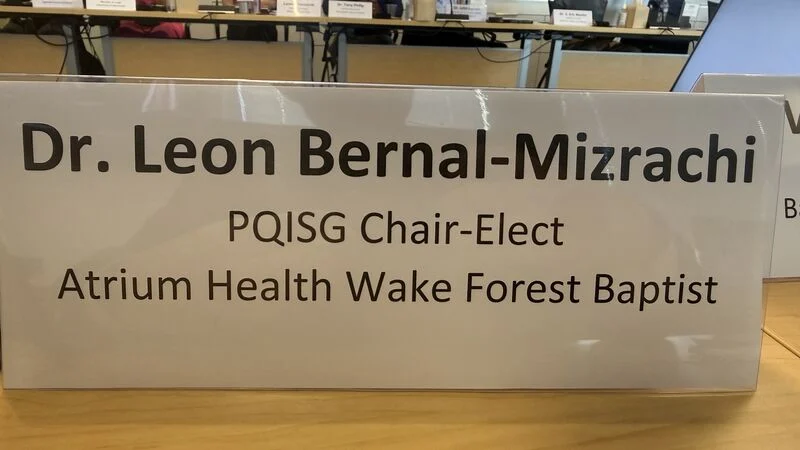 Dr. Leon Bernal-Mizrachi
PQISG Chair-Elect
Atrium Health Wake Forest Baptist